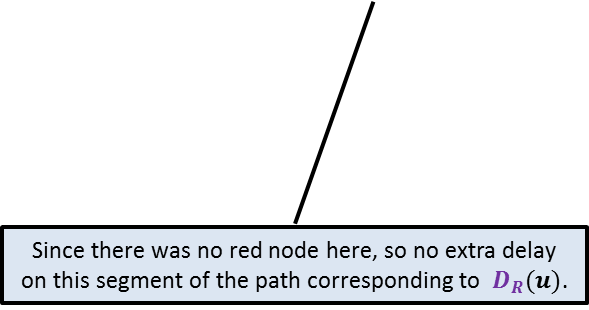 Since there was no red node here, so no extra delay
on this segment of the path corresponding to D_R(u).